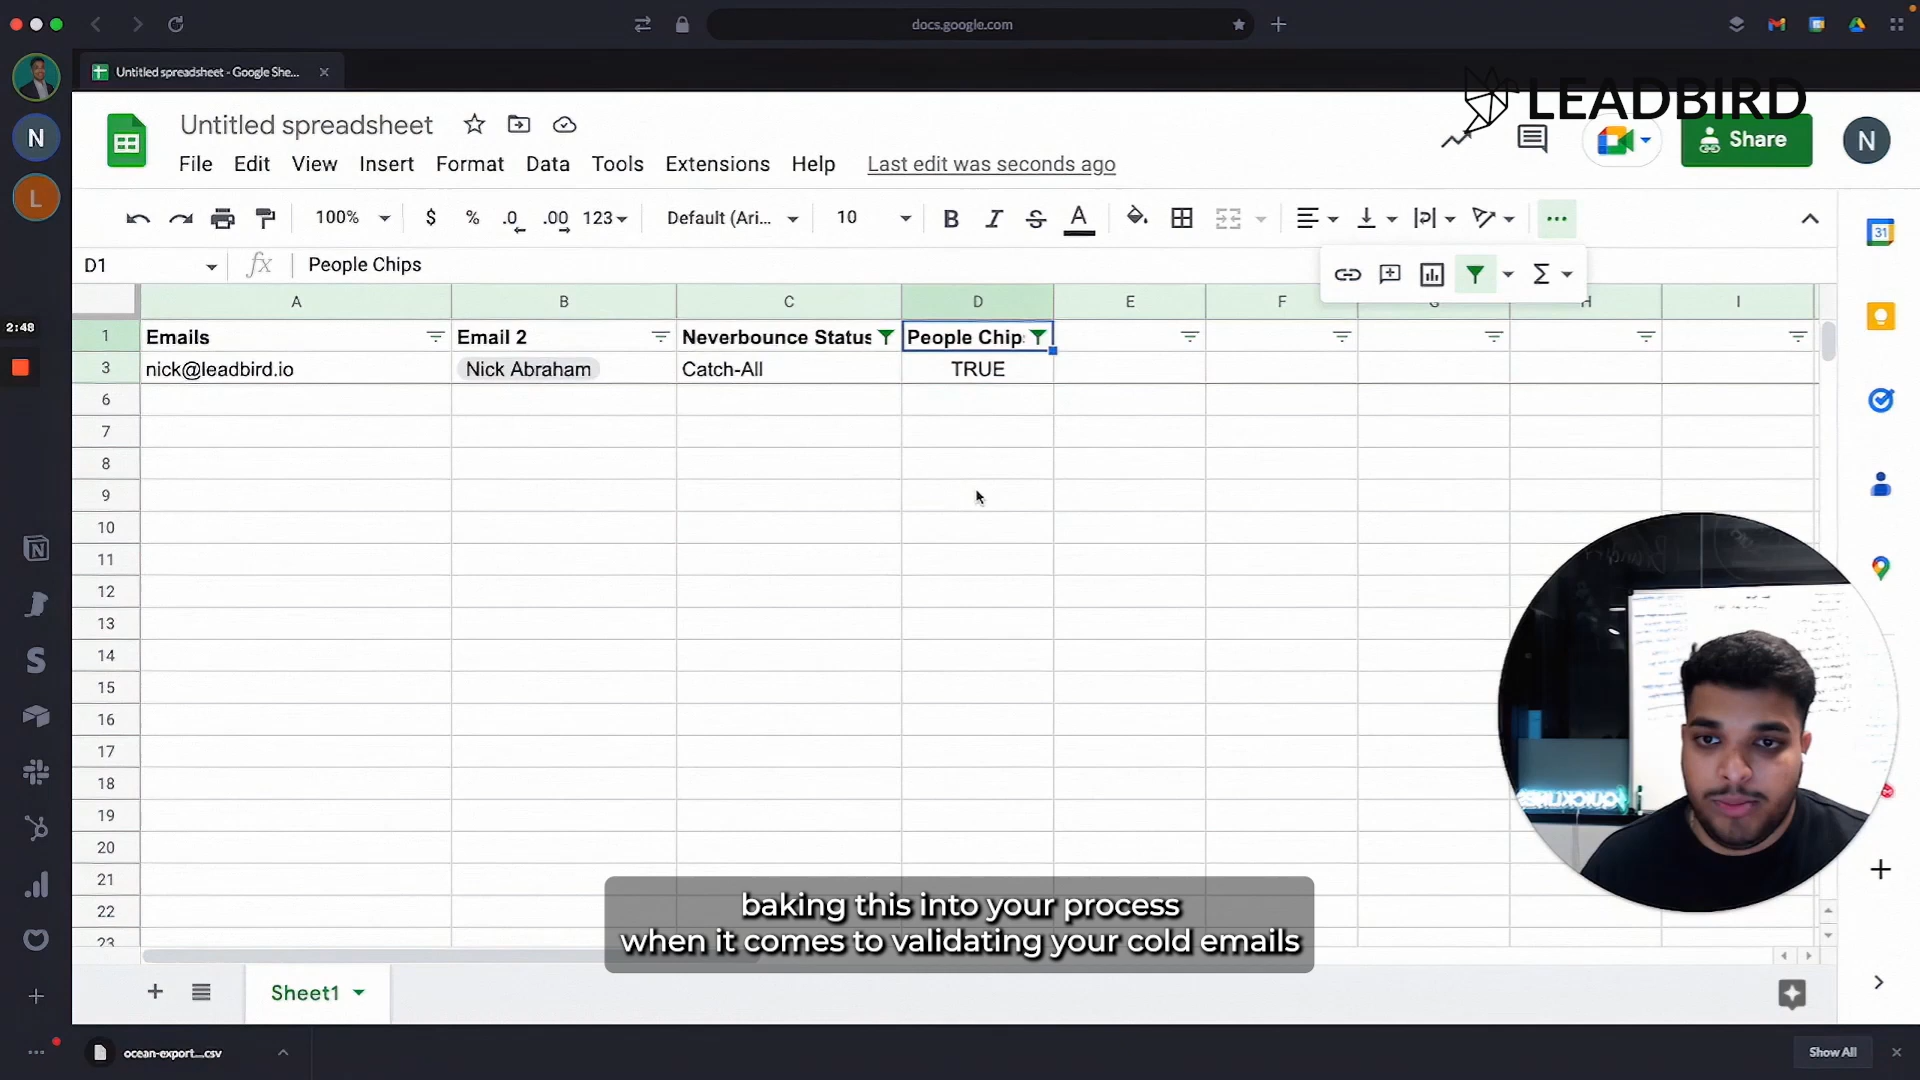 docs.google.com
Untitled spreadsheet - Google She...
LEADBIRD
Untitled spreadsheet
Share
N
N
L
File Edit View Insert Format Data Tools Extensions Help Last edit was seconds ago
100% $ % .0 .00 123 Default (Ari... 10 B I S A
D1 fx People Chips
31
A B C D E F G H I
2:48
1 Emails Email 2 Neverbounce Status People Chip
3 nick@leadbird.io Nick Abraham Catch-All TRUE
6
7
8
9
10
11
12
13
14
15
16
17
18
19
20
21
22
23
QUICKLINES
baking this into your process
when it comes to validating your cold emails
Sheet1
ocean-export....csv
Show All